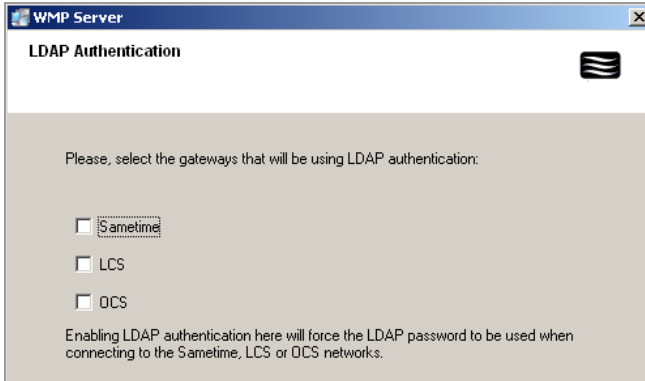 WMP Server
LDAP Authentication
Please, select the gateways that will be using LDAP authentication:
Sametime
LCS
OCS
Enabling LDAP authentication here will force the LDAP password to be used when
connecting to the Sametime, LCS or OCS networks.